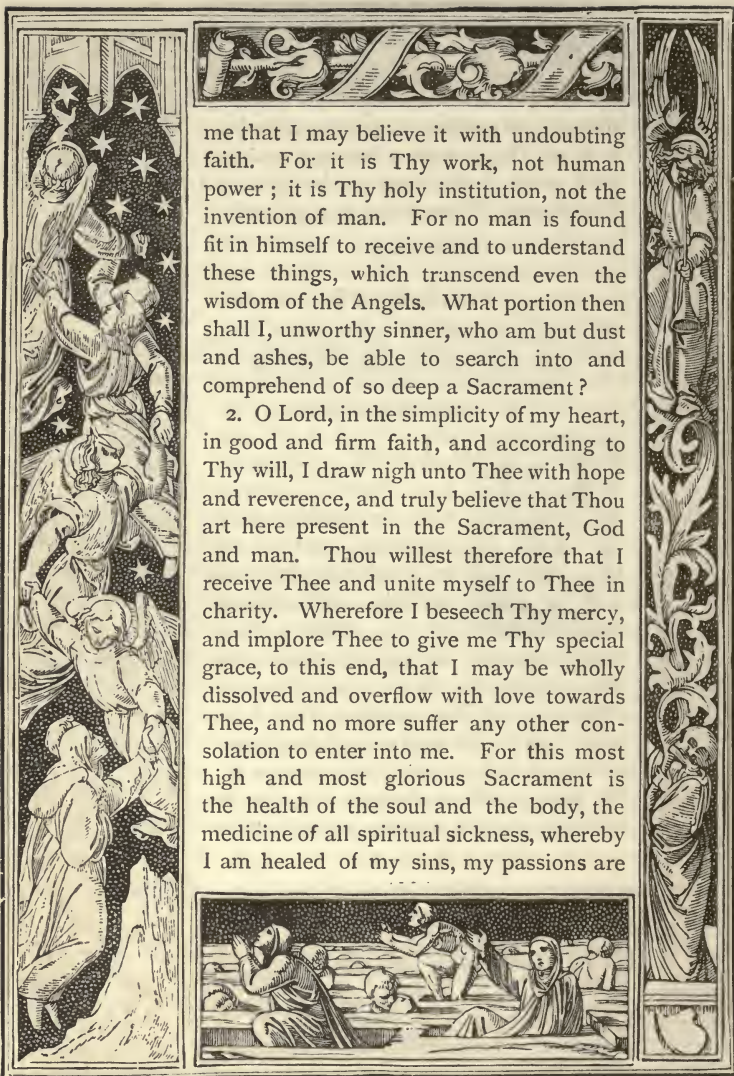 me that I may believe it with undoubting
faith. For it is Thy work, not human
power ; it is Thy holy institution, not the
invention of man. For no man is found
fit in himself to receive and to understand
these things, which transcend even the
wisdom of the Angels. What portion then
shall I, unworthy sinner, who am but dust
and ashes, be able to search into and
comprehend of so deep a Sacrament ?
2. O Lord, in the simplicity of my heart,
in good and firm faith, and according to
Thy will, I draw nigh unto Thee with hope
and reverence, and truly believe that Thou
art here present in the Sacrament, God
and man. Thou willest therefore that I
receive Thee and unite myself to Thee in
charity. Wherefore I beseech Thy mercy,
and implore Thee to give me Thy special
grace, to this end, that I may be wholly
dissolved and overflow with love towards
Thee, and no more suffer any other con-
solation to enter into me. For this most
high and most glorious Sacrament is
the health of the soul and the body, the
medicine of all spiritual sickness, whereby
I am healed of my sins, my passions are